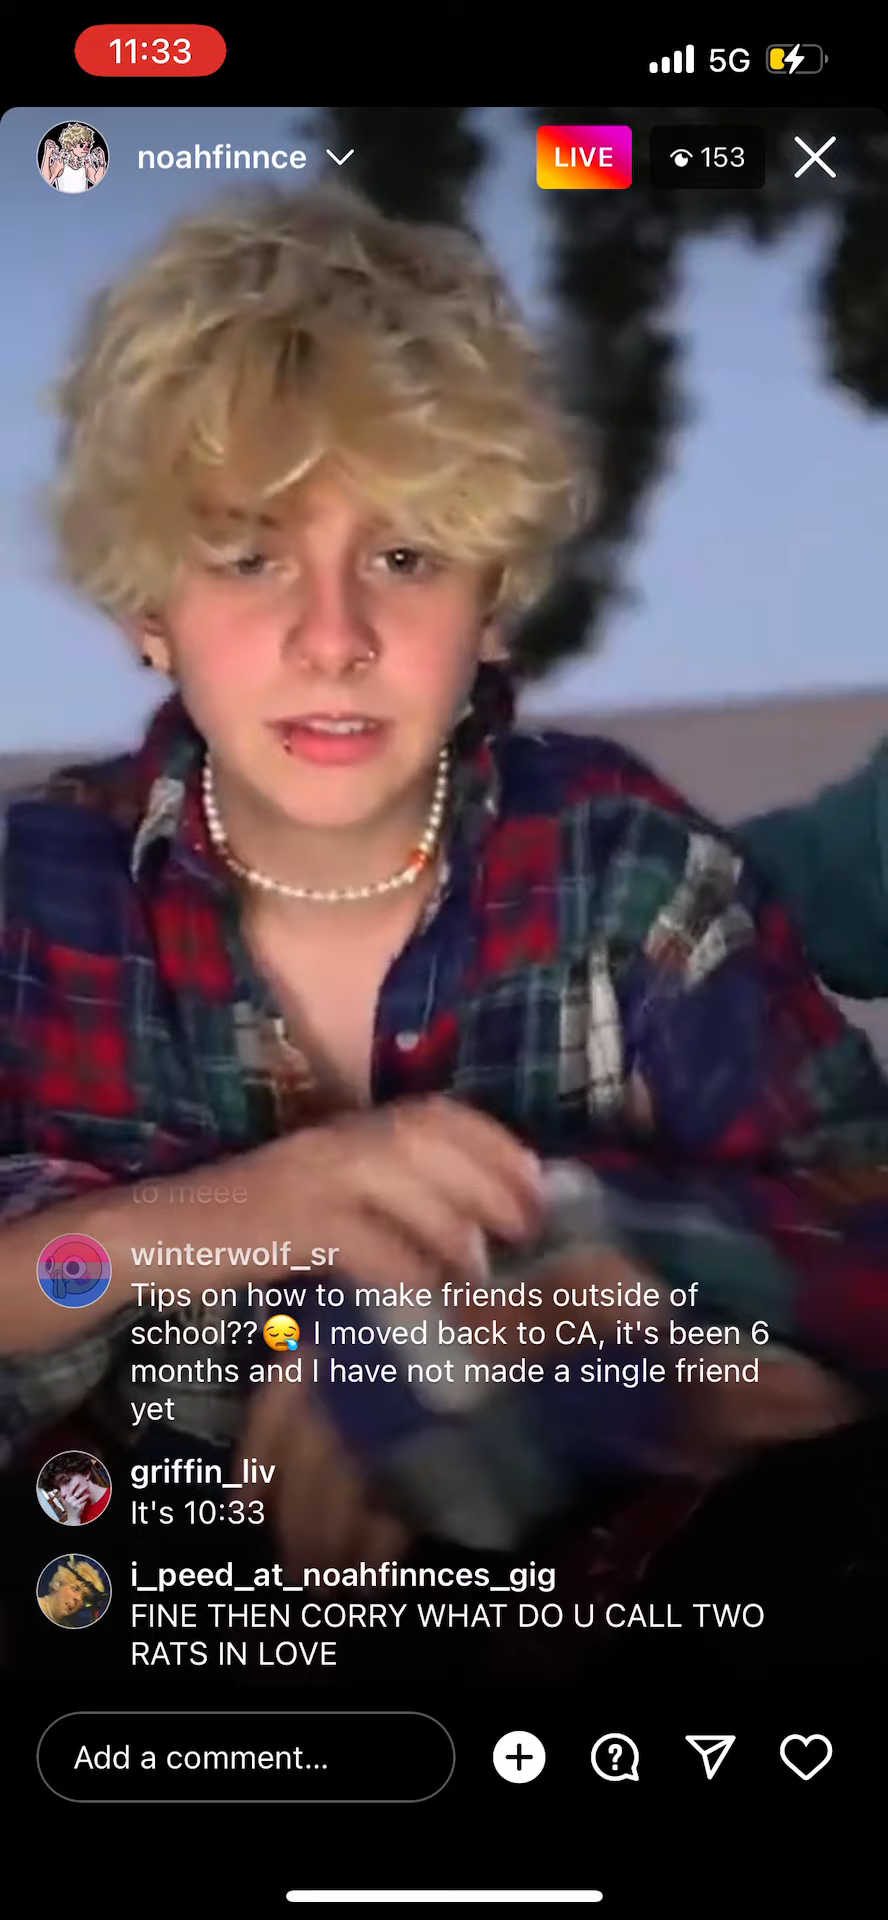 11:33
5G
noahfinnce
LIVE
153
to meee
winterwolf_sr
Tips on how to make friends outside of
school??😪 I moved back to CA, it's been 6
months and I have not made a single friend
yet
griffin_liv
It's 10:33
i_peed_at_noahfinnces_gig
FINE THEN CORRY WHAT DO U CALL TWO
RATS IN LOVE
Add a comment...